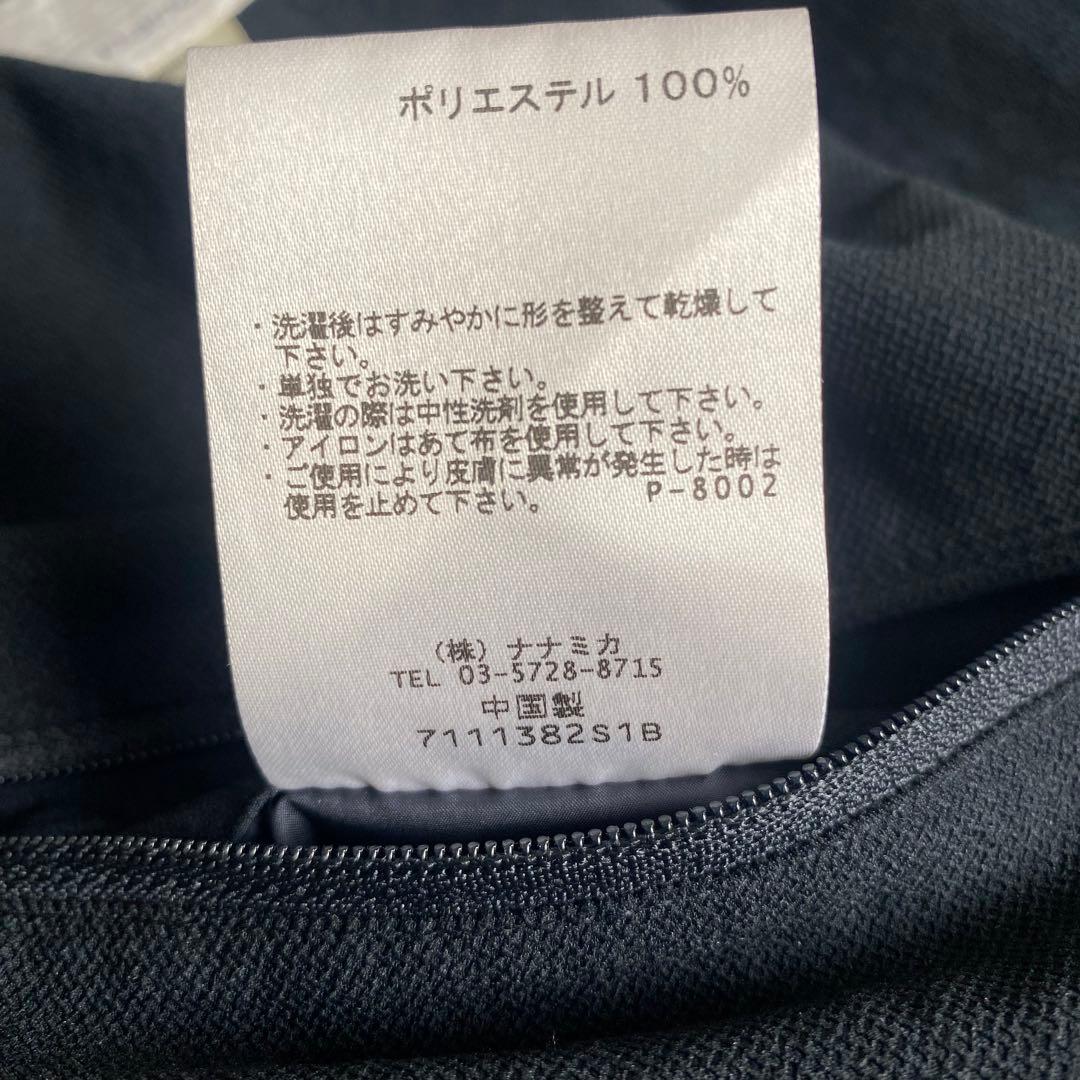 ポリエステル 100%
・洗濯後はすみやかに形を整えて乾燥して
下さい。
・単独でお洗い下さい。
・洗濯の際は中性洗剤を使用して下さい。
・アイロンはあて布を使用して下さい。
・ご使用により皮膚に異常が発生した時は
使用を止めて下さい。 P-8002
(株)ナナミカ
TEL 03-5728-8715
中国製
7111382S1B